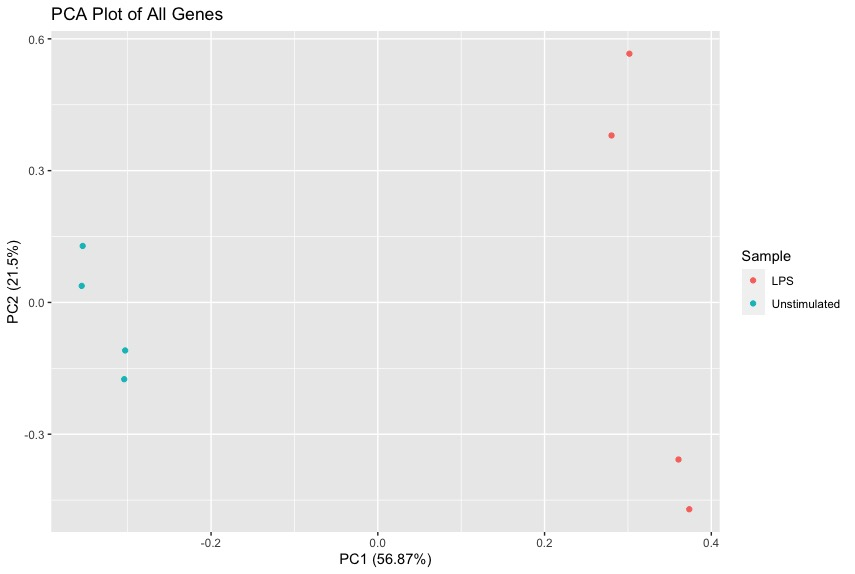 PCA Plot of All Genes
0.6
0.3
0.0
-0.3
PC2 (21.5%)
-0.2
0.0
0.2
0.4
PC1 (56.87%)
Sample
LPS
Unstimulated